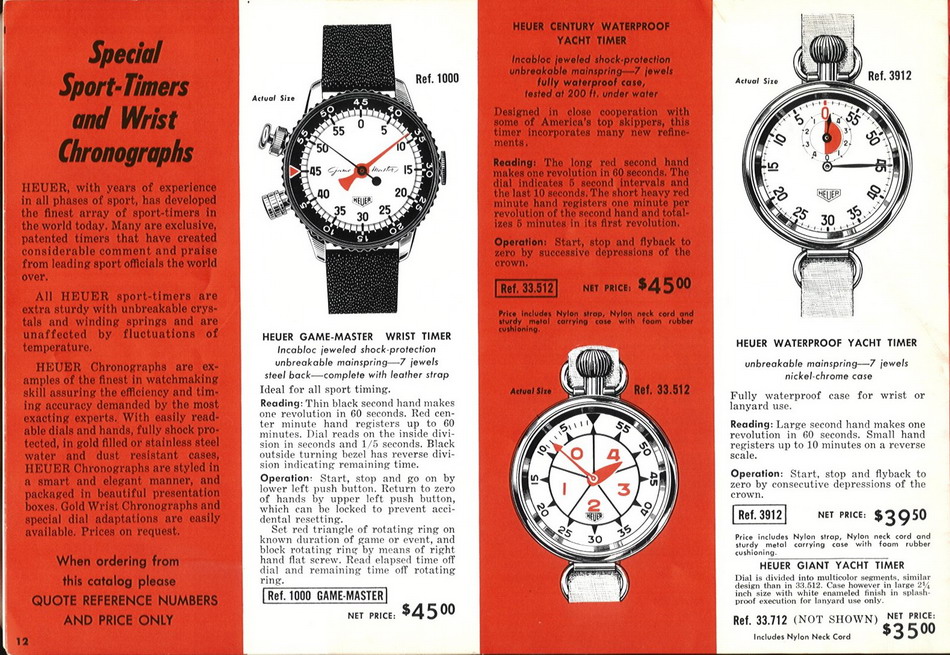 Special
Sport-Timers
and Wrist
Chronographs
HEUER, with years of experience
in all phases of sport, has developed
the finest array of sport-timers in
the world today. Many are exclusive,
patented timers that have created
considerable comment and praise
from leading sport officials the world
over.
All HEUER sport-timers are
extra sturdy with unbreakable crys-
tals and winding springs and are
unaffected by fluctuations of
temperature.
HEUER Chronographs are ex-
amples of the finest in watchmaking
skill assuring the efficiency and tim-
ing accuracy demanded by the most
exacting experts. With easily read-
able dials and hands, fully shock pro-
tected, in gold filled or stainless steel
water and dust resistant cases,
HEUER Chronographs are styled in
a smart and elegant manner, and
packaged in beautiful presentation
boxes. Gold Wrist Chronographs and
special dial adaptations are easily
available. Prices on request.
When ordering from
this catalog please
QUOTE REFERENCE NUMBERS
AND PRICE ONLY
12
Ref. 1000
Actual Size
Game Master
HEUER
HEUER GAME-MASTER WRIST TIMER
Incabloc jeweled shock-protection
unbreakable mainspring—7 jewels
steel back—complete with leather strap
Ideal for all sport timing.
Reading: Thin black second hand makes
one revolution in 60 seconds. Red cen-
ter minute hand registers up to 60
minutes. Dial reads on the inside divi-
sion in seconds and 1/5 seconds. Black
outside turning bezel has reverse divi-
sion indicating remaining time.
Operation: Start, stop and go on by
lower left push button. Return to zero
of hands by upper left push button,
which can be locked to prevent acci-
dental resetting.
Set red triangle of rotating ring on
known duration of game or event, and
block rotating ring by means of right
hand flat screw. Read elapsed time off
dial and remaining time off rotating
ring.
Ref. 1000 GAME-MASTER
NET PRICE: $45.00
HEUER CENTURY WATERPROOF
YACHT TIMER
Incabloc jeweled shock-protection
unbreakable mainspring—7 jewels
fully waterproof case,
tested at 200 ft. under water
Designed in close cooperation with
some of America's top skippers, this
timer incorporates many new refine-
ments.
Reading: The long red second hand
makes one revolution in 60 seconds. The
dial indicates 5 second intervals and
the last 10 seconds. The short heavy red
minute hand registers one minute per
revolution of the second hand and total-
izes 5 minutes in its first revolution.
Operation: Start, stop and flyback to
zero by successive depressions of the
crown.
Ref. 33.512
NET PRICE: $45.00
Price includes Nylon strap, Nylon neck cord and
sturdy metal carrying case with foam rubber
cushioning.
Actual Size
Ref. 33.512
HEUER
Actual Size
Ref. 3912
HEUER
HEUER WATERPROOF YACHT TIMER
unbreakable mainspring—7 jewels
nickel-chrome case
Fully waterproof case for wrist or
lanyard use.
Reading: Large second hand makes one
revolution in 60 seconds. Small hand
registers up to 10 minutes on a reverse
scale.
Operation: Start, stop and flyback to
zero by consecutive depressions of the
crown.
Ref. 3912
NET PRICE: $39.50
Price includes Nylon strap, Nylon neck cord and
sturdy metal carrying case with foam rubber
cushioning.
HEUER GIANT YACHT TIMER
Dial is divided into multicolor segments, similar
design than in 33.512. Case however in large 2¾
inch size with white enameled finish in splash-
proof execution for lanyard use only.
Ref. 33.712 (NOT SHOWN)
NET PRICE:
$35.00
Includes Nylon Neck Cord